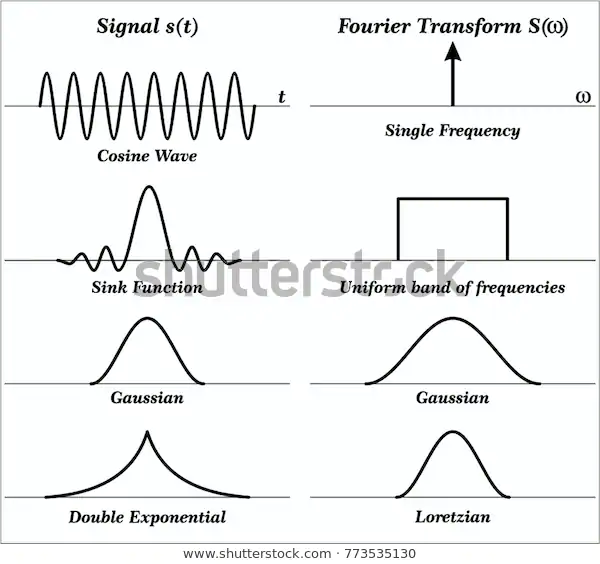 Signal s(t)
Fourier Transform S(ω)
t
ω
Cosine Wave
Single Frequency
shutterstock
Sink Function
Uniform band of frequencies
Gaussian
Gaussian
Double Exponential
Loretzian
www.shutterstock.com · 773535130